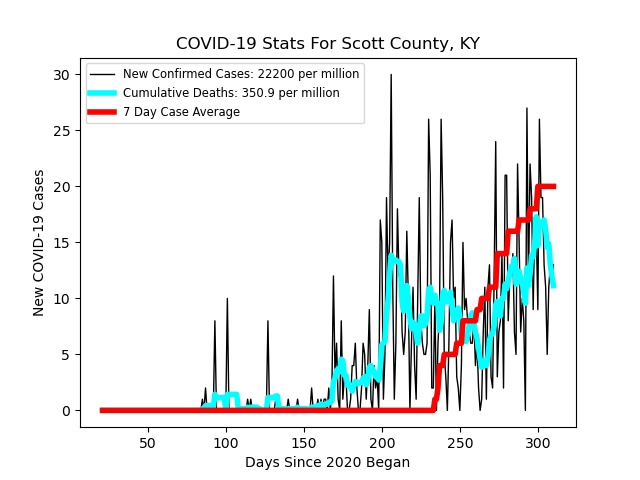 COVID-19 Stats For Scott County, KY
New Confirmed Cases: 22200 per million
Cumulative Deaths: 350.9 per million
7 Day Case Average
New COVID-19 Cases
30
25
20
15
10
5
0
50 100 150 200 250 300
Days Since 2020 Began